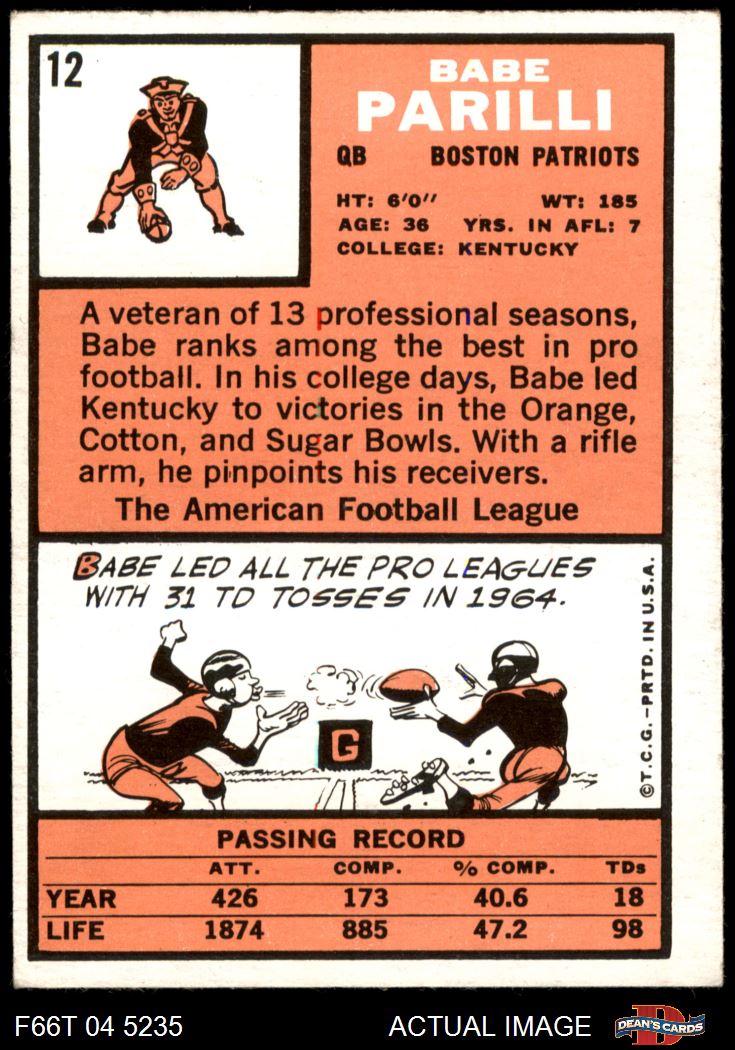 12
BABE
PARILLI
QB BOSTON PATRIOTS
HT: 6'0'' WT: 185
AGE: 36 YRS. IN AFL: 7
COLLEGE: KENTUCKY
A veteran of 13 professional seasons,
Babe ranks among the best in pro
football. In his college days, Babe led
Kentucky to victories in the Orange,
Cotton, and Sugar Bowls. With a rifle
arm, he pinpoints his receivers.
The American Football League
BABE LED ALL THE PRO LEAGUES
WITH 31 TD TOSSES IN 1964.
G
©T.C.G.–PRTD. IN U.S.A.
PASSING RECORD
ATT. COMP. % COMP. TDs
YEAR 426 173 40.6 18
LIFE 1874 885 47.2 98
F66T 04 5235 ACTUAL IMAGE
D
DEAN'S CARDS